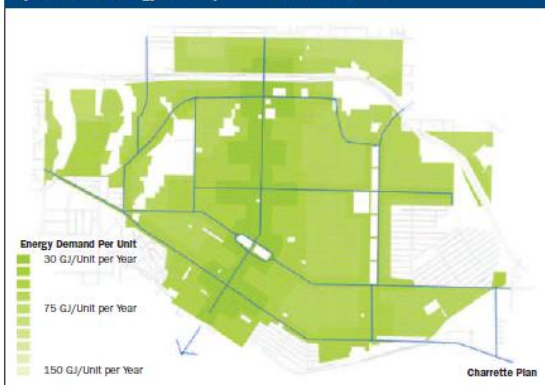 Energy Demand Per Unit
30 GJ/Unit per Year
75 GJ/Unit per Year
150 GJ/Unit per Year
Charrette Plan